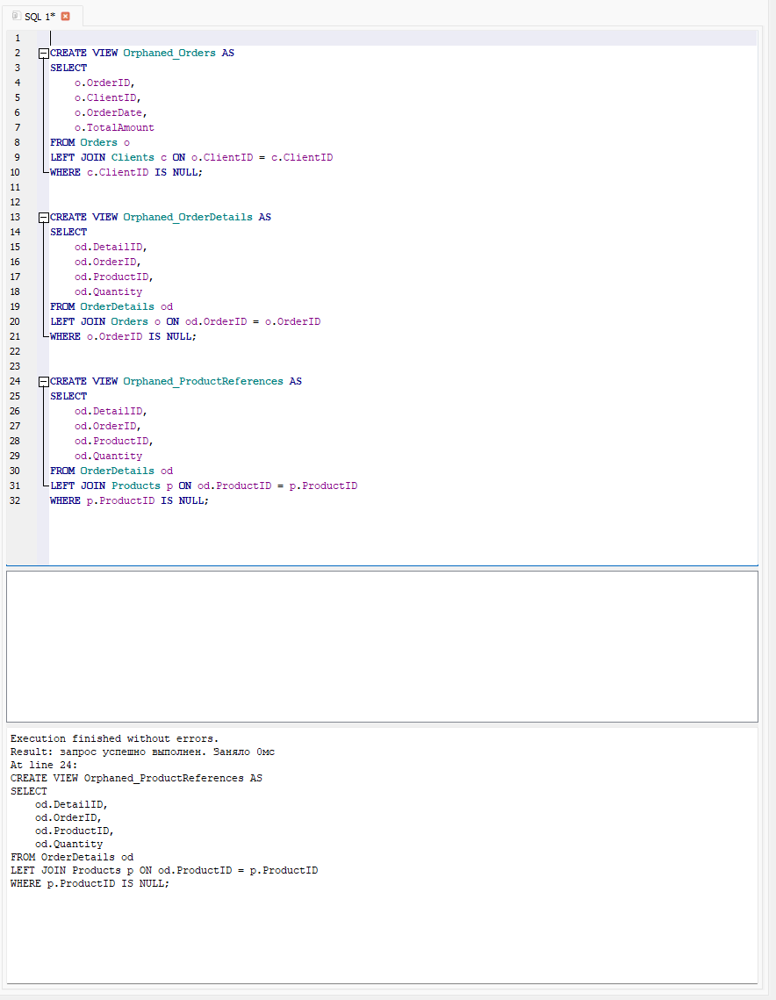 SQL 1*
1
2 CREATE VIEW Orphaned_Orders AS
3 SELECT
4     o.OrderID,
5     o.ClientID,
6     o.OrderDate,
7     o.TotalAmount
8 FROM Orders o
9 LEFT JOIN Clients c ON o.ClientID = c.ClientID
10 WHERE c.ClientID IS NULL;
11
12
13 CREATE VIEW Orphaned_OrderDetails AS
14 SELECT
15     od.DetailID,
16     od.OrderID,
17     od.ProductID,
18     od.Quantity
19 FROM OrderDetails od
20 LEFT JOIN Orders o ON od.OrderID = o.OrderID
21 WHERE o.OrderID IS NULL;
22
23
24 CREATE VIEW Orphaned_ProductReferences AS
25 SELECT
26     od.DetailID,
27     od.OrderID,
28     od.ProductID,
29     od.Quantity
30 FROM OrderDetails od
31 LEFT JOIN Products p ON od.ProductID = p.ProductID
32 WHERE p.ProductID IS NULL;
Execution finished without errors.
Result: запрос успешно выполнен. Заняло 0мс
At line 24:
CREATE VIEW Orphaned_ProductReferences AS
SELECT
    od.DetailID,
    od.OrderID,
    od.ProductID,
    od.Quantity
FROM OrderDetails od
LEFT JOIN Products p ON od.ProductID = p.ProductID
WHERE p.ProductID IS NULL;